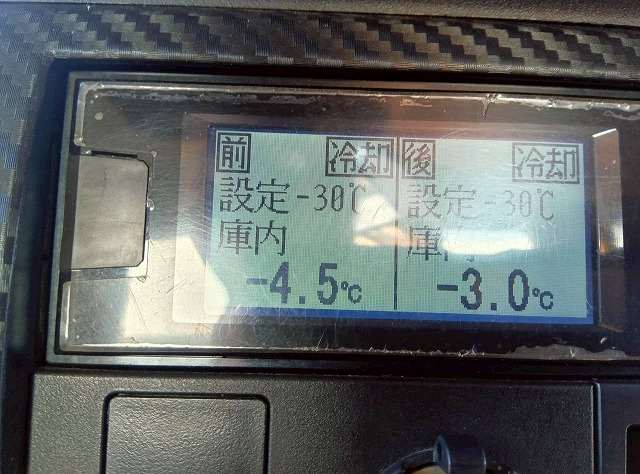 前 冷却
設定-30℃
庫内
-4.5℃
後 冷却
設定-30℃
庫内
-3.0℃